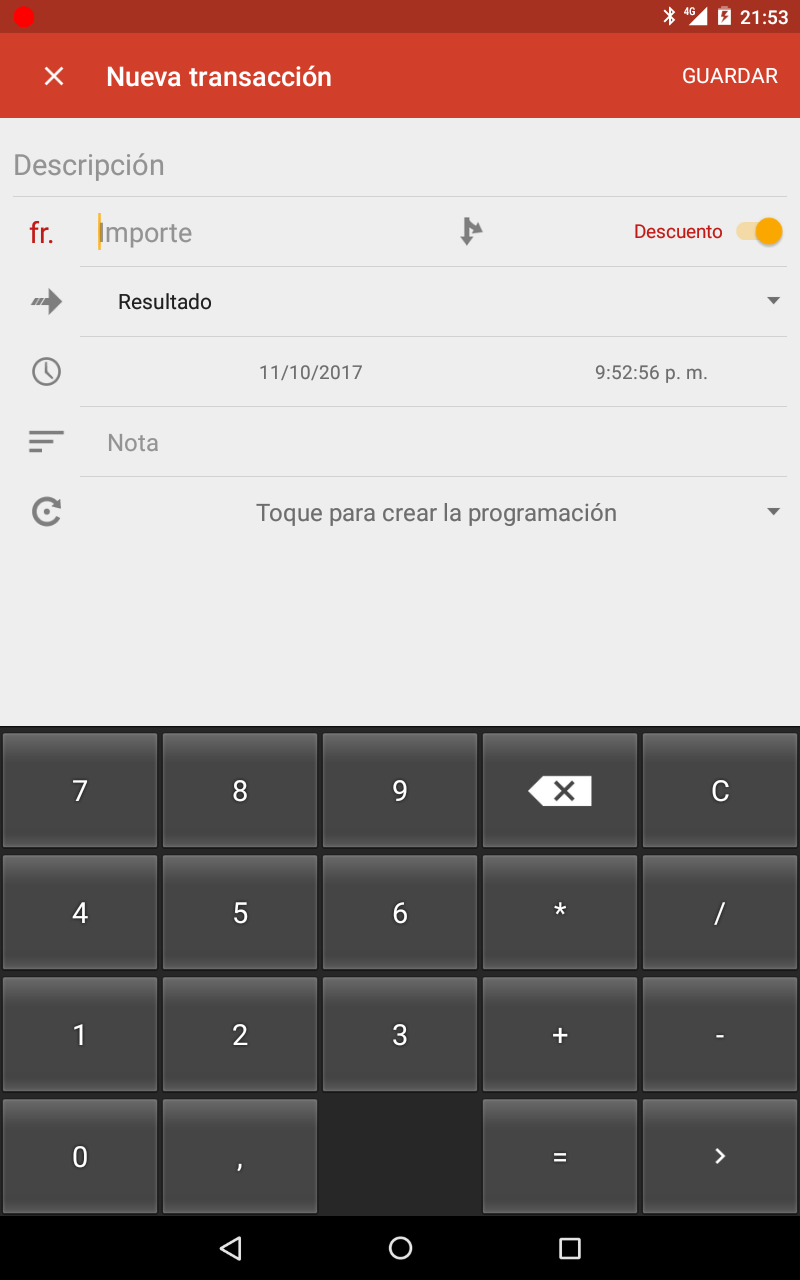 4G 21:53
Nueva transacción GUARDAR
Descripción
fr. Importe Descuento
Resultado
11/10/2017 9:52:56 p. m.
Nota
Toque para crear la programación
7 8 9 C
4 5 6 * /
1 2 3 + -
0 , = >